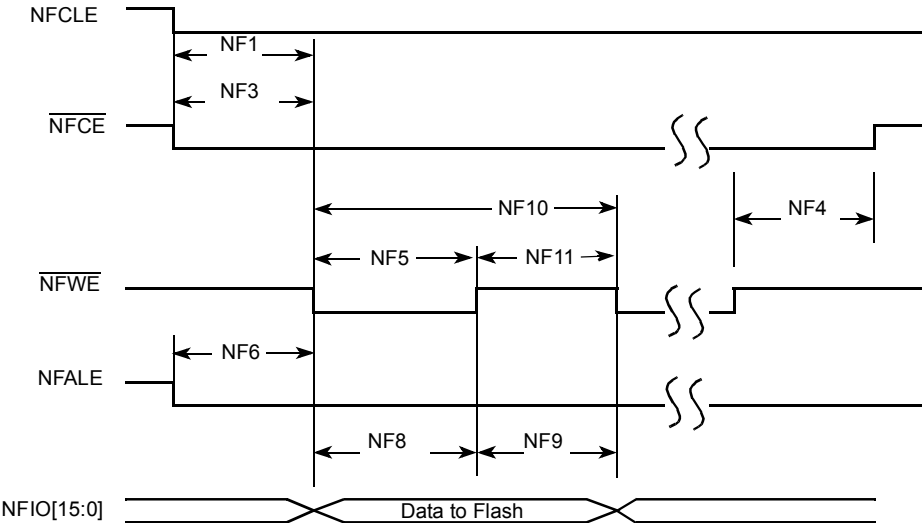 NFCLE
NF1
NF3
NFCE
NF10
NF4
NF5
NF11
NFWE
NF6
NFALE
NF8
NF9
NFIO[15:0]
Data to Flash